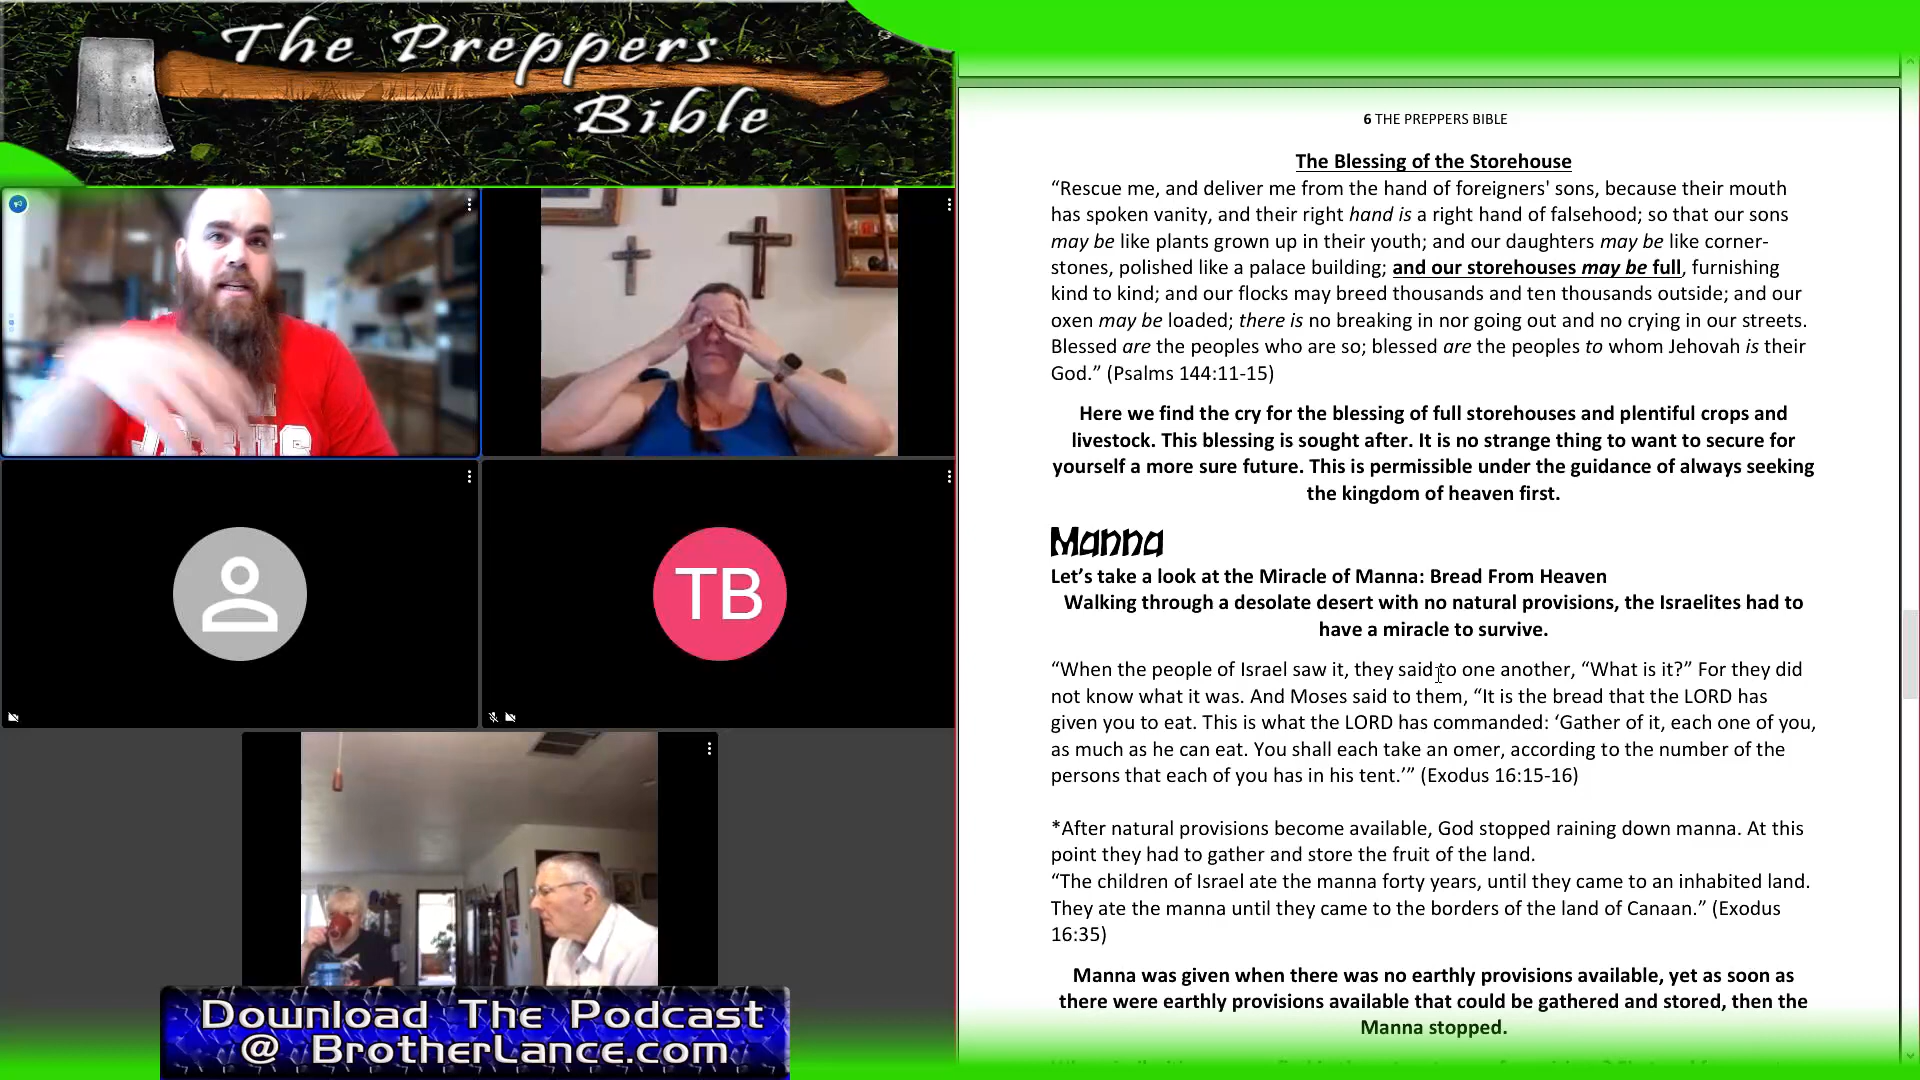 The Preppers
Bible
TB
Download The Podcast
@ BrotherLance.com
6 THE PREPPERS BIBLE
The Blessing of the Storehouse
“Rescue me, and deliver me from the hand of foreigners' sons, because their mouth
has spoken vanity, and their right hand is a right hand of falsehood; so that our sons
may be like plants grown up in their youth; and our daughters may be like corner-
stones, polished like a palace building; and our storehouses may be full, furnishing
kind to kind; and our flocks may breed thousands and ten thousands outside; and our
oxen may be loaded; there is no breaking in nor going out and no crying in our streets.
Blessed are the peoples who are so; blessed are the peoples to whom Jehovah is their
God.” (Psalms 144:11-15)
Here we find the cry for the blessing of full storehouses and plentiful crops and
livestock. This blessing is sought after. It is no strange thing to want to secure for
yourself a more sure future. This is permissible under the guidance of always seeking
the kingdom of heaven first.
Manna
Let’s take a look at the Miracle of Manna: Bread From Heaven
Walking through a desolate desert with no natural provisions, the Israelites had to
have a miracle to survive.
“When the people of Israel saw it, they said to one another, “What is it?” For they did
not know what it was. And Moses said to them, “It is the bread that the LORD has
given you to eat. This is what the LORD has commanded: ‘Gather of it, each one of you,
as much as he can eat. You shall each take an omer, according to the number of the
persons that each of you has in his tent.’” (Exodus 16:15-16)
*After natural provisions become available, God stopped raining down manna. At this
point they had to gather and store the fruit of the land.
“The children of Israel ate the manna forty years, until they came to an inhabited land.
They ate the manna until they came to the borders of the land of Canaan.” (Exodus
16:35)
Manna was given when there was no earthly provisions available, yet as soon as
there were earthly provisions available that could be gathered and stored, then the
Manna stopped.